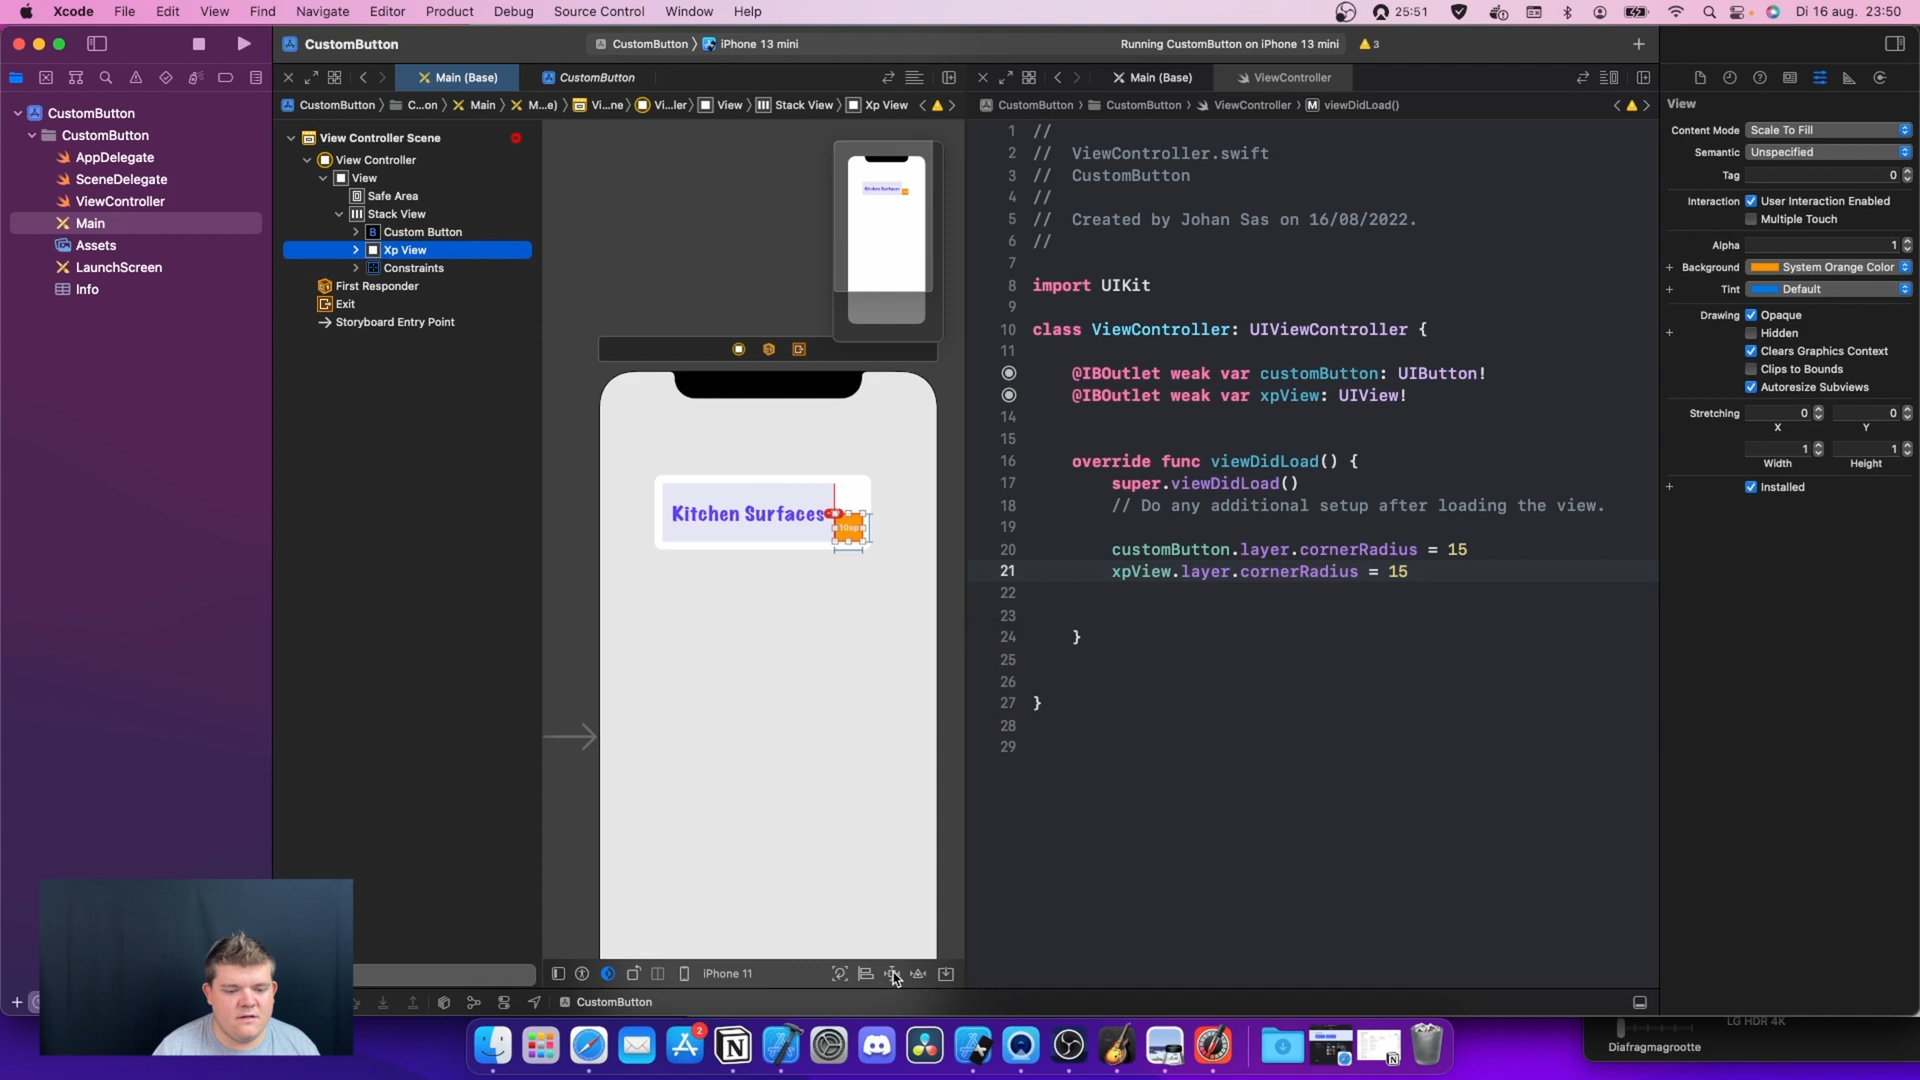 Xcode File Edit View Find Navigate Editor Product Debug Source Control Window Help 25:51 Di 16 aug. 23:50
CustomButton CustomButton iPhone 13 mini Running CustomButton on iPhone 13 mini 3
Main (Base) CustomButton Main (Base) ViewController
CustomButton C...on Main M...e) Vi...ne Vi...ler View Stack View Xp View CustomButton CustomButton ViewController M viewDidLoad()
CustomButton
CustomButton
AppDelegate
SceneDelegate
ViewController
Main
Assets
LaunchScreen
Info
View Controller Scene
View Controller
View
Safe Area
Stack View
B Custom Button
Xp View
Constraints
First Responder
Exit
Storyboard Entry Point
Kitchen Surfaces
10xp
Kitchen Surfaces
iPhone 11
CustomButton
1 //
2 // ViewController.swift
3 // CustomButton
4 //
5 // Created by Johan Sas on 16/08/2022.
6 //
7
8 import UIKit
9
10 class ViewController: UIViewController {
11
@IBOutlet weak var customButton: UIButton!
@IBOutlet weak var xpView: UIView!
14
15
16 override func viewDidLoad() {
17 super.viewDidLoad()
18 // Do any additional setup after loading the view.
19
20 customButton.layer.cornerRadius = 15
21 xpView.layer.cornerRadius = 15
22
23
24 }
25
26
27 }
28
29
View
Content Mode Scale To Fill
Semantic Unspecified
Tag 0
Interaction User Interaction Enabled
Multiple Touch
Alpha 1
Background System Orange Color
Tint Default
Drawing Opaque
Hidden
Clears Graphics Context
Clips to Bounds
Autoresize Subviews
Stretching 0 0
X Y
1 1
Width Height
Installed
2
LG HDR 4K
Diafragmagrootte